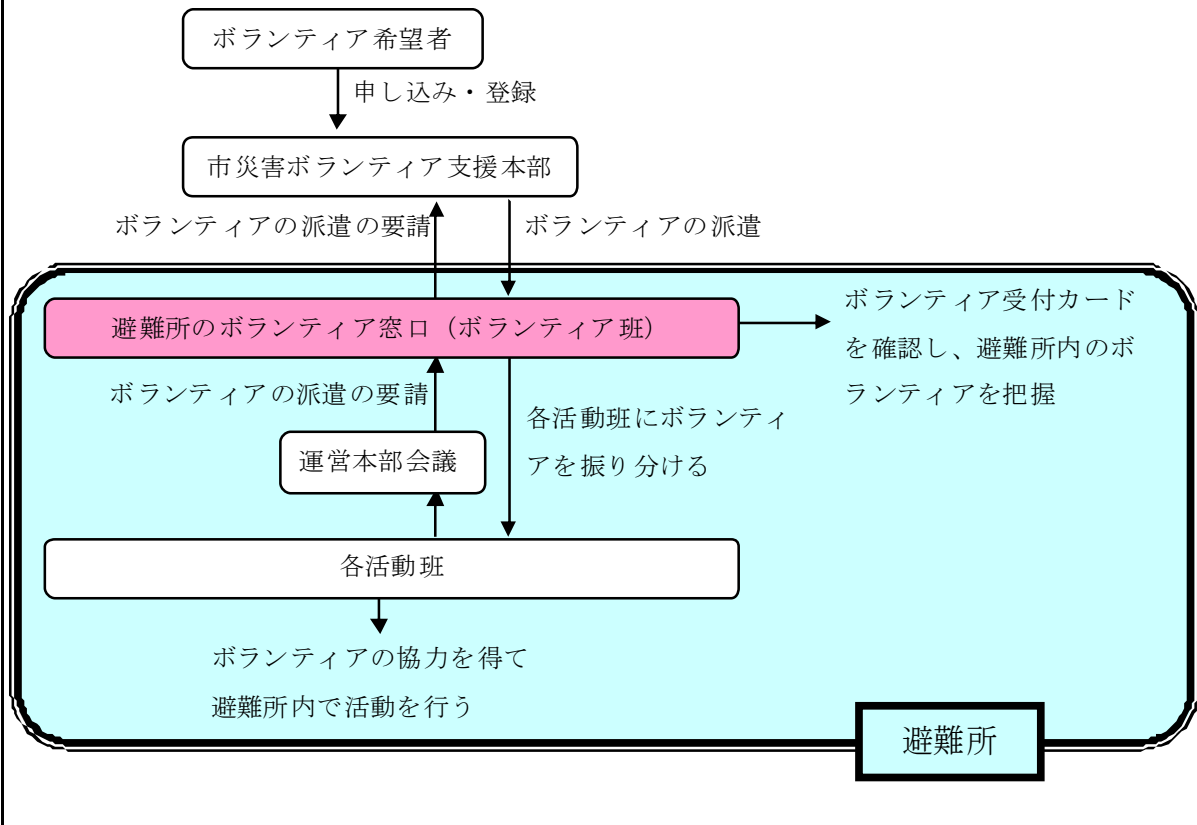 ボランティア希望者
申し込み・登録
市災害ボランティア支援本部
ボランティアの派遣の要請
ボランティアの派遣
避難所のボランティア窓口（ボランティア班）
ボランティア受付カード
を確認し、避難所内のボ
ランティアを把握
ボランティアの派遣の要請
各活動班にボランティ
アを振り分ける
運営本部会議
各活動班
ボランティアの協力を得て
避難所内で活動を行う
避難所